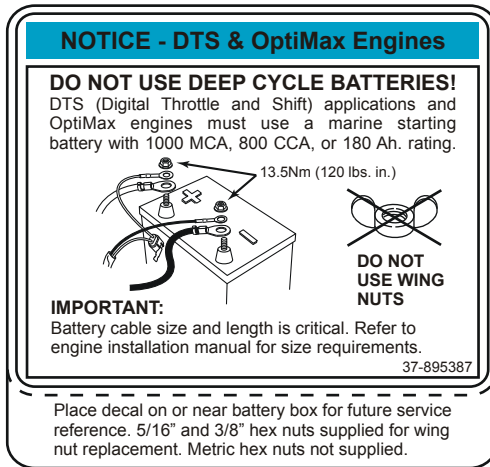 NOTICE - DTS & OptiMax Engines
DO NOT USE DEEP CYCLE BATTERIES!
DTS (Digital Throttle and Shift) applications and
OptiMax engines must use a marine starting
battery with 1000 MCA, 800 CCA, or 180 Ah. rating.
13.5Nm (120 lbs. in.)
DO NOT
USE WING
NUTS
IMPORTANT:
Battery cable size and length is critical. Refer to
engine installation manual for size requirements.
37-895387
Place decal on or near battery box for future service
reference. 5/16” and 3/8” hex nuts supplied for wing
nut replacement. Metric hex nuts not supplied.